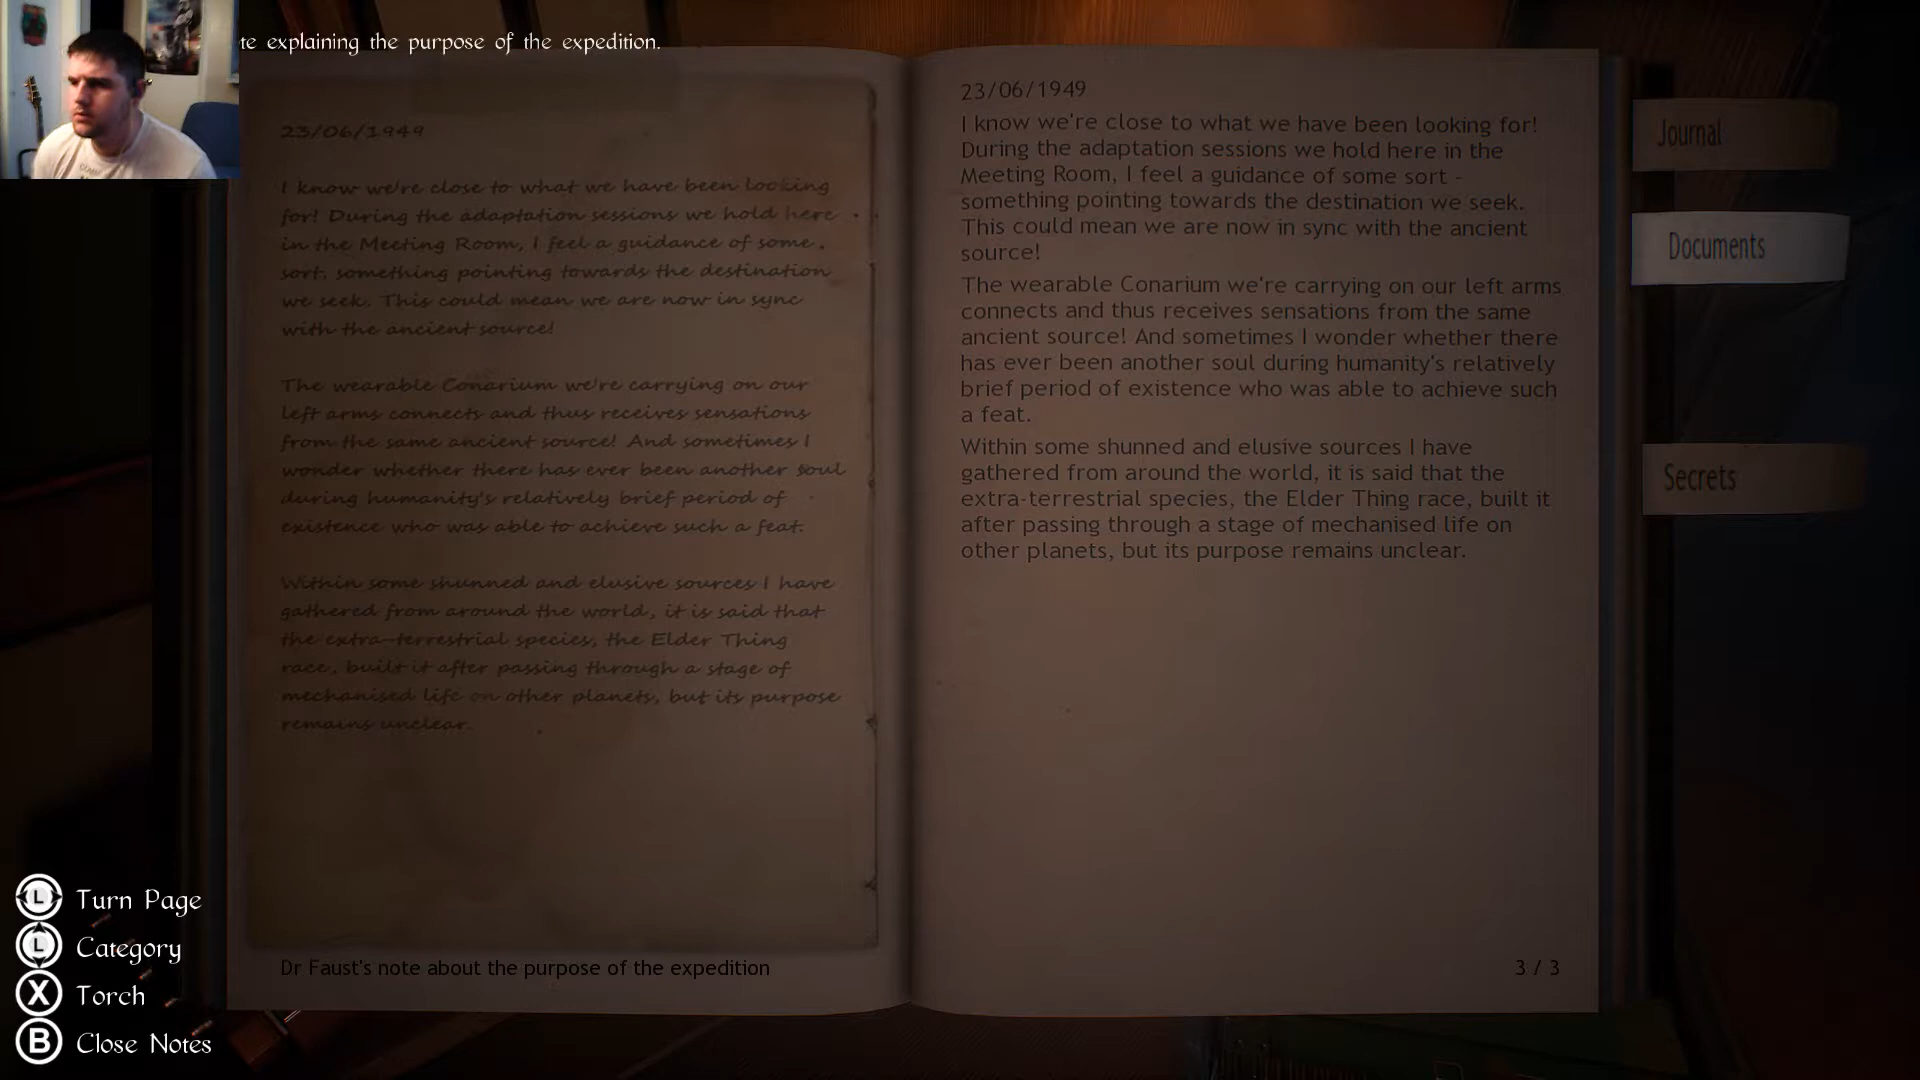 te explaining the purpose of the expedition.
23/06/1949
I know we're close to what we have been looking
for! During the adaptation sessions we hold here
in the Meeting Room, I feel a guidance of some
sort, something pointing towards the destination
we seek. This could mean we are now in sync
with the ancient source!
The wearable Conarium we're carrying on our
left arms connects and thus receives sensations
from the same ancient source! And sometimes I
wonder whether there has ever been another soul
during humanity's relatively brief period of
existence who was able to achieve such a feat.
Within some shunned and elusive sources I have
gathered from around the world, it is said that
the extra-terrestrial species, the Elder Thing
race, built it after passing through a stage of
mechanised life on other planets, but its purpose
remains unclear.
Dr Faust's note about the purpose of the expedition
23/06/1949
I know we're close to what we have been looking for!
During the adaptation sessions we hold here in the
Meeting Room, I feel a guidance of some sort -
something pointing towards the destination we seek.
This could mean we are now in sync with the ancient
source!
The wearable Conarium we're carrying on our left arms
connects and thus receives sensations from the same
ancient source! And sometimes I wonder whether there
has ever been another soul during humanity's relatively
brief period of existence who was able to achieve such
a feat.
Within some shunned and elusive sources I have
gathered from around the world, it is said that the
extra-terrestrial species, the Elder Thing race, built it
after passing through a stage of mechanised life on
other planets, but its purpose remains unclear.
3 / 3
Journal
Documents
Secrets
L Turn Page
L Category
X Torch
B Close Notes